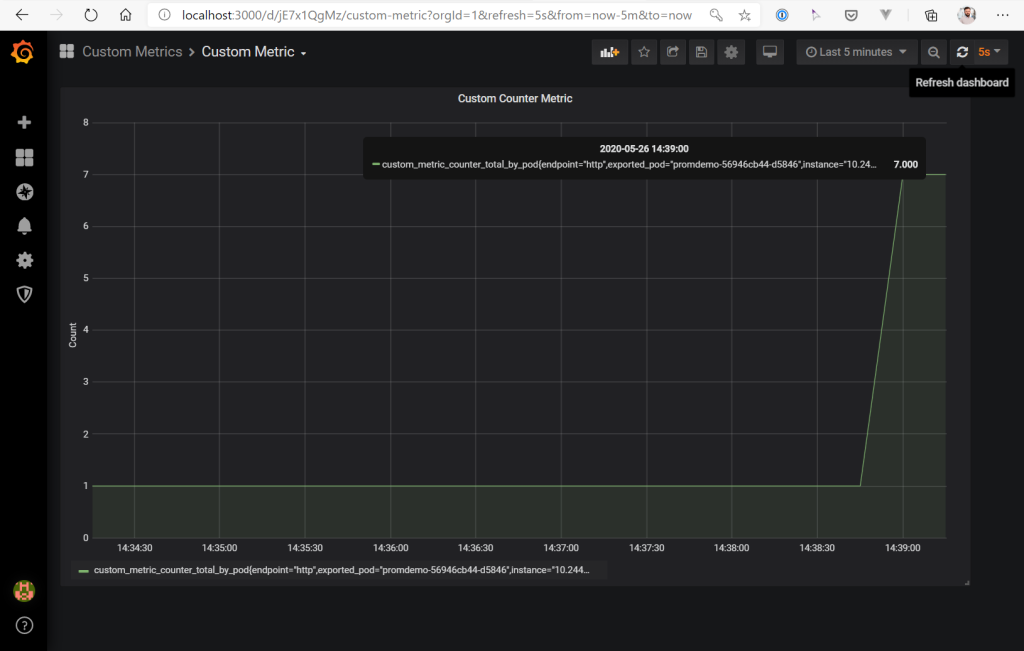 localhost:3000/d/jE7x1QgMz/custom-metric?orgId=1&refresh=5s&from=now-5m&to=now
Custom Metrics > Custom Metric
Last 5 minutes
5s
Refresh dashboard
Custom Counter Metric
8
2020-05-26 14:39:00
custom_metric_counter_total_by_pod{endpoint="http",exported_pod="promdemo-56946cb44-d5846",instance="10.24... 7.000
7
6
5
4
Count
3
2
1
0
14:34:30 14:35:00 14:35:30 14:36:00 14:36:30 14:37:00 14:37:30 14:38:00 14:38:30 14:39:00
custom_metric_counter_total_by_pod{endpoint="http",exported_pod="promdemo-56946cb44-d5846",instance="10.244...